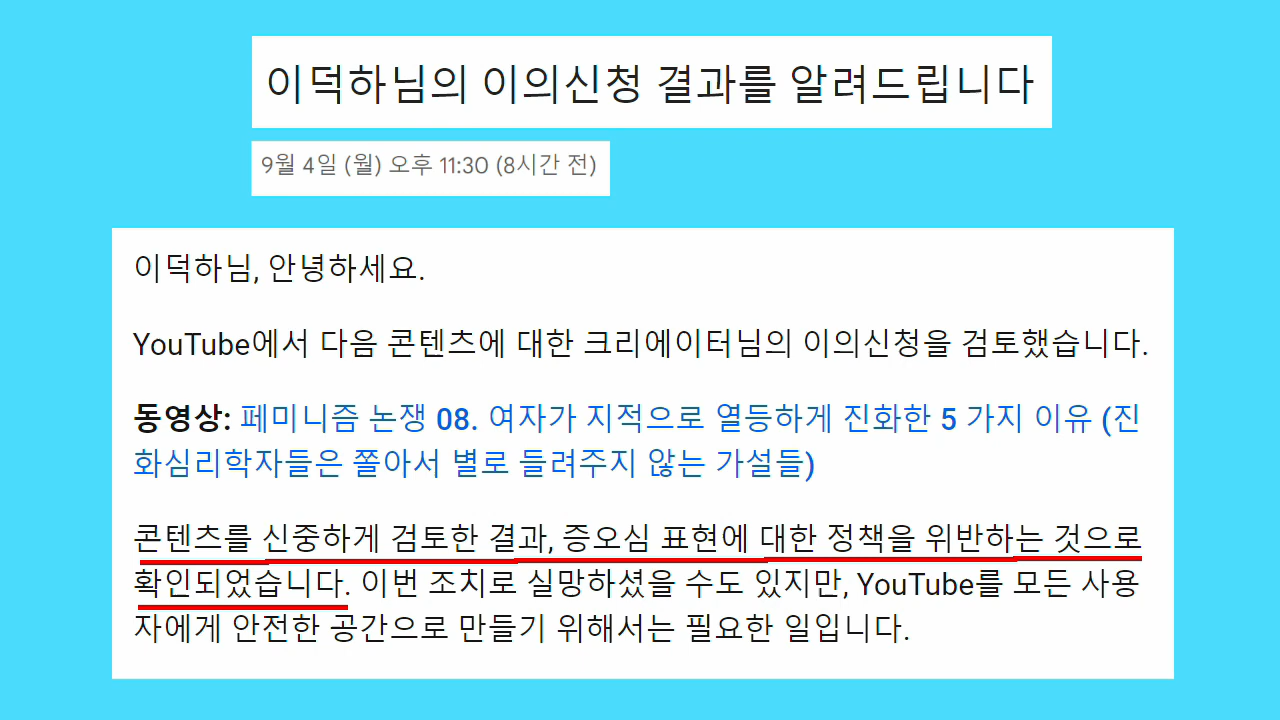 이덕하님의 이의신청 결과를 알려드립니다
9월 4일 (월) 오후 11:30 (8시간 전)
이덕하님, 안녕하세요.
YouTube에서 다음 콘텐츠에 대한 크리에이터님의 이의신청을 검토했습니다.
동영상: 페미니즘 논쟁 08. 여자가 지적으로 열등하게 진화한 5 가지 이유 (진
화심리학자들은 쫄아서 별로 들려주지 않는 가설들)
콘텐츠를 신중하게 검토한 결과, 증오심 표현에 대한 정책을 위반하는 것으로
확인되었습니다. 이번 조치로 실망하셨을 수도 있지만, YouTube를 모든 사용
자에게 안전한 공간으로 만들기 위해서는 필요한 일입니다.